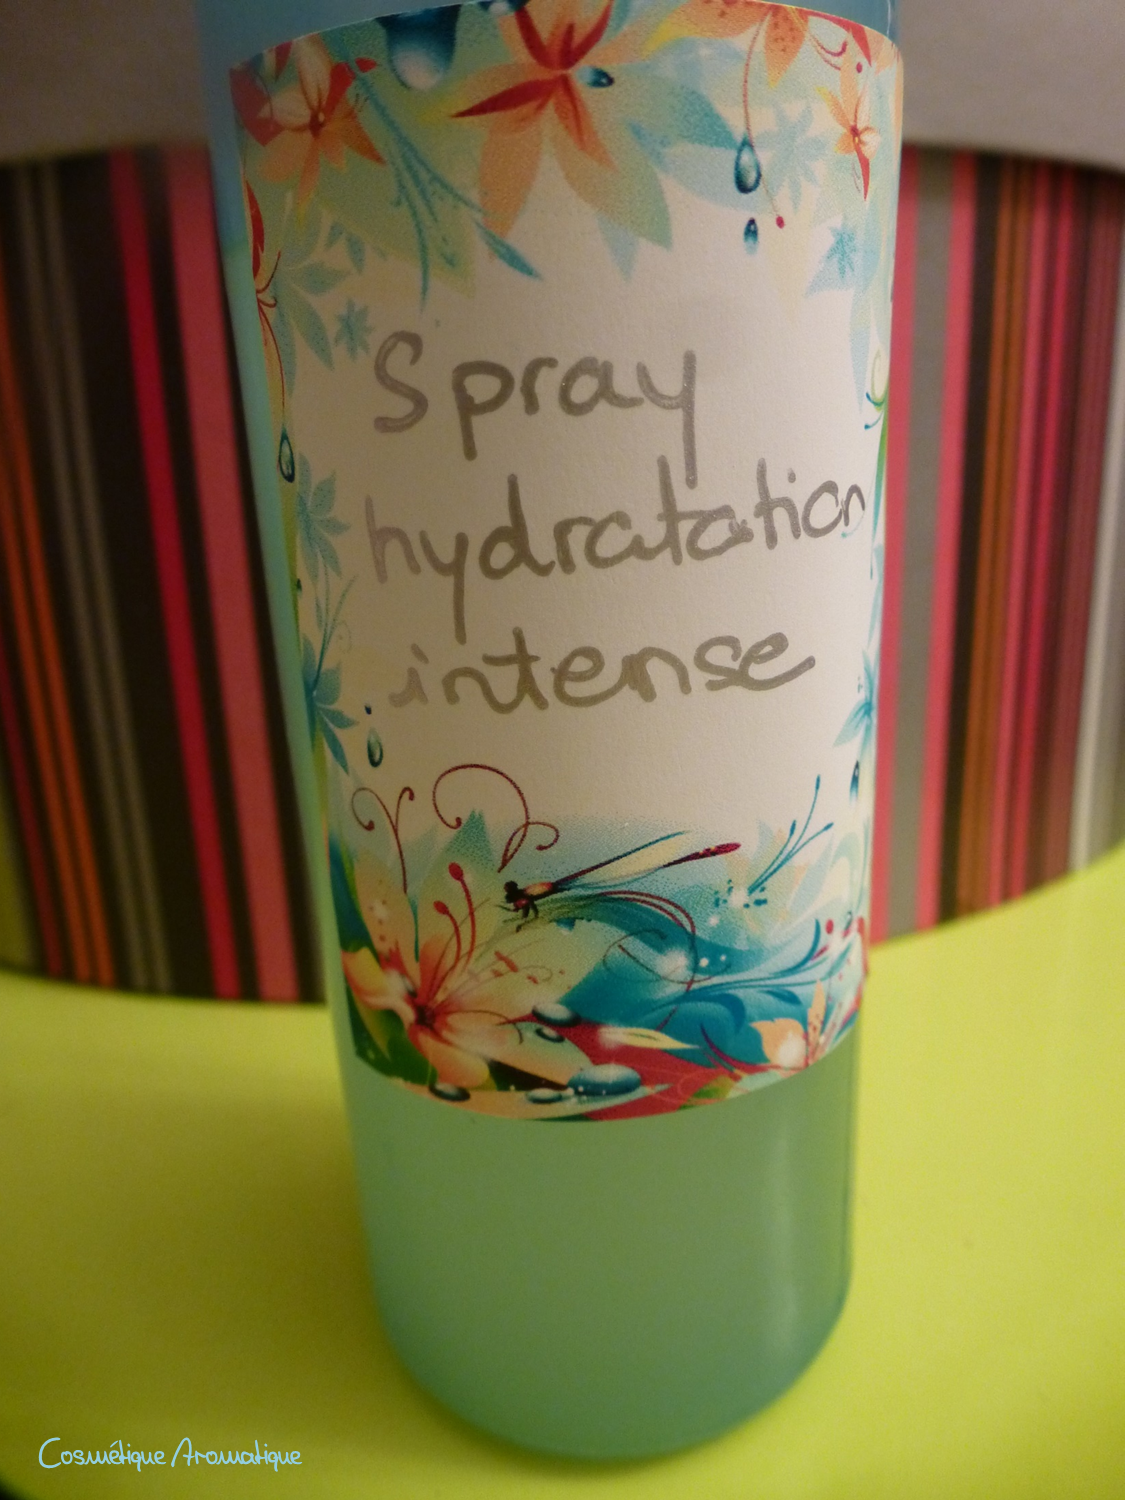 Spray
hydratation
intense
Cosmétique Aromatique